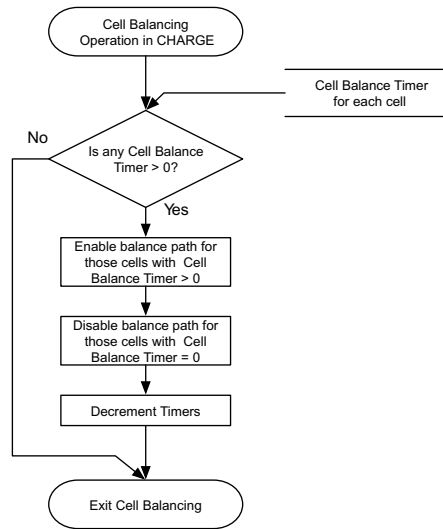 Cell Balancing
Operation in CHARGE
Cell Balance Timer
for each cell
No
Is any Cell Balance
Timer > 0?
Yes
Enable balance path for
those cells with Cell
Balance Timer > 0
Disable balance path for
those cells with Cell
Balance Timer = 0
Decrement Timers
Exit Cell Balancing